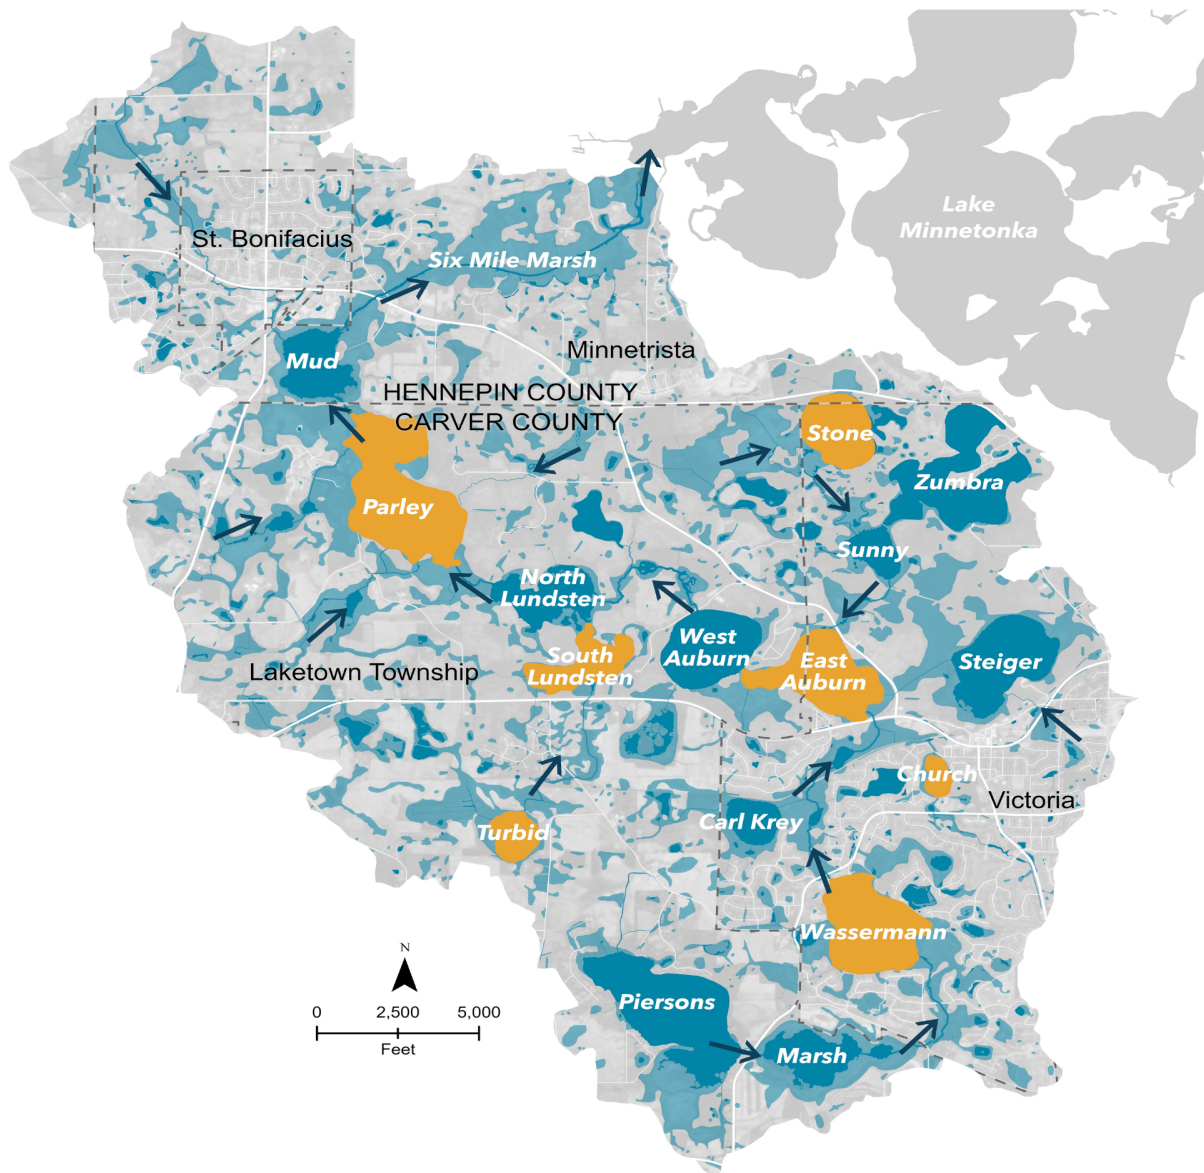 Lake
Minnetonka
St. Bonifacius
Six Mile Marsh
Minnetrista
Mud
HENNEPIN COUNTY
CARVER COUNTY
Stone
Zumbra
Parley
Sunny
North
Lundsten
West
Auburn
East
Auburn
South
Lundsten
Steiger
Laketown Township
Church
Victoria
Carl Krey
Turbid
Wassermann
N
Piersons
0 2,500 5,000
Feet
Marsh